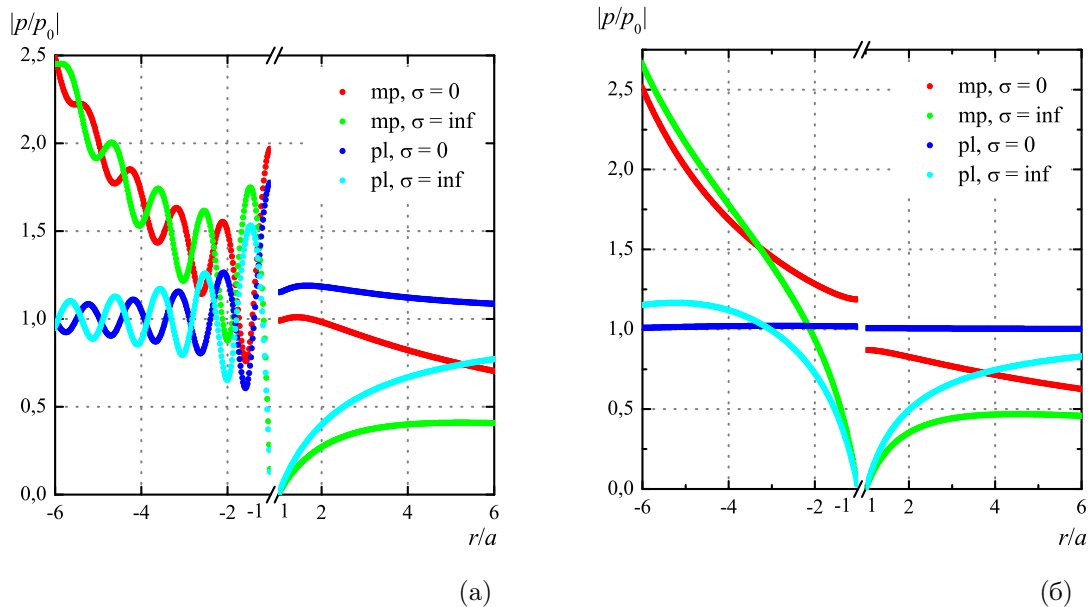 |p/p₀|
2,5
2,0
1,5
1,0
0,5
0,0
-6 -4 -2 -1 1 2 4 6
r/a
mp, σ = 0
mp, σ = inf
pl, σ = 0
pl, σ = inf
(а)
|p/p₀|
2,5
2,0
1,5
1,0
0,5
0,0
-6 -4 -2 -1 1 2 4 6
r/a
mp, σ = 0
mp, σ = inf
pl, σ = 0
pl, σ = inf
(б)